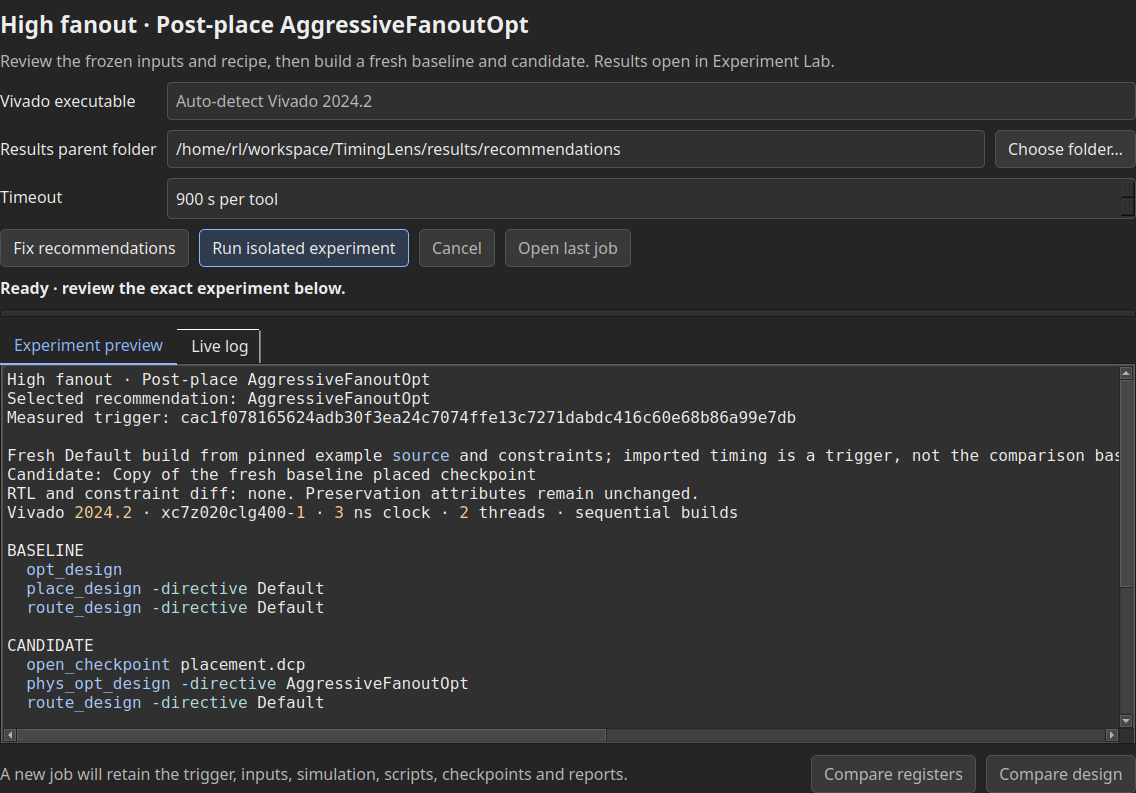 High fanout · Post-place AggressiveFanoutOpt
Review the frozen inputs and recipe, then build a fresh baseline and candidate. Results open in Experiment Lab.
Vivado executable
Auto-detect Vivado 2024.2
Results parent folder
/home/rl/workspace/TimingLens/results/recommendations
Choose folder...
Timeout
900 s per tool
Fix recommendations
Run isolated experiment
Cancel
Open last job
Ready · review the exact experiment below.
Experiment preview
Live log
High fanout · Post-place AggressiveFanoutOpt
Selected recommendation: AggressiveFanoutOpt
Measured trigger: cac1f078165624adb30f3ea24c7074ffe13c7271dabdc416c60e68b86a99e7db
Fresh Default build from pinned example source and constraints; imported timing is a trigger, not the comparison bas
Candidate: Copy of the fresh baseline placed checkpoint
RTL and constraint diff: none. Preservation attributes remain unchanged.
Vivado 2024.2 · xc7z020clg400-1 · 3 ns clock · 2 threads · sequential builds
BASELINE
opt_design
place_design -directive Default
route_design -directive Default
CANDIDATE
open_checkpoint placement.dcp
phys_opt_design -directive AggressiveFanoutOpt
route_design -directive Default
A new job will retain the trigger, inputs, simulation, scripts, checkpoints and reports.
Compare registers
Compare design